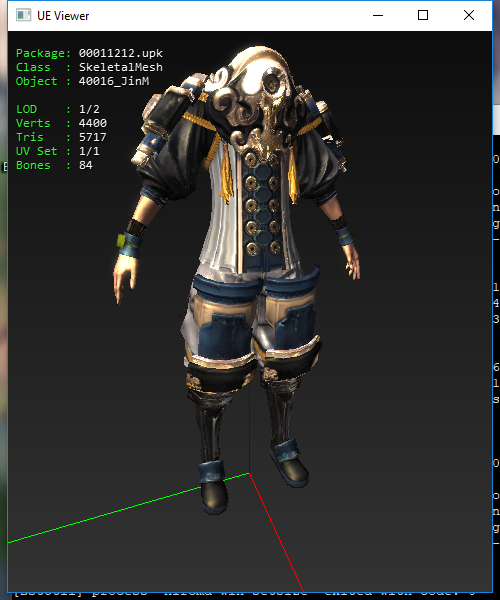 UE Viewer
Package: 00011212.upk
Class : SkeletalMesh
Object : 40016_JinM
LOD : 1/2
Verts : 4400
Tris : 5717
UV Set : 1/1
Bones : 84